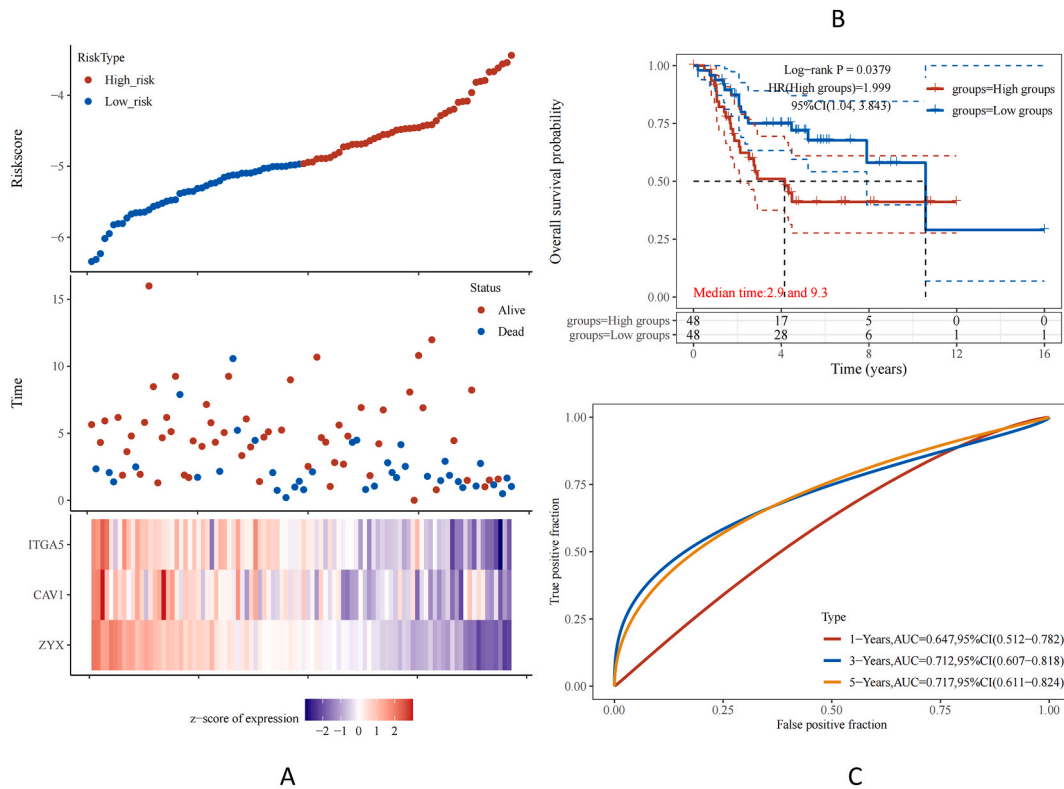 B
RiskType
High_risk
Low_risk
Riskscore
−4
−5
−6
Status
Alive
Dead
Time
15
10
5
0
ITGA5
CAV1
ZYX
z−score of expression
−2 −1 0 1 2
A
Overall survival probability
1.00
0.75
0.50
0.25
0.00
Log−rank P = 0.0379
HR(High groups)=1.999
95%CI(1.04, 3.843)
groups=High groups
groups=Low groups
Median time:2.9 and 9.3
groups=High groups 48 17 5 0 0
groups=Low groups 48 28 6 1 1
0 4 8 12 16
Time (years)
True positive fraction
1.00
0.75
0.50
0.25
0.00
Type
1−Years,AUC=0.647,95%CI(0.512−0.782)
3−Years,AUC=0.712,95%CI(0.607−0.818)
5−Years,AUC=0.717,95%CI(0.611−0.824)
0.00 0.25 0.50 0.75 1.00
False positive fraction
C